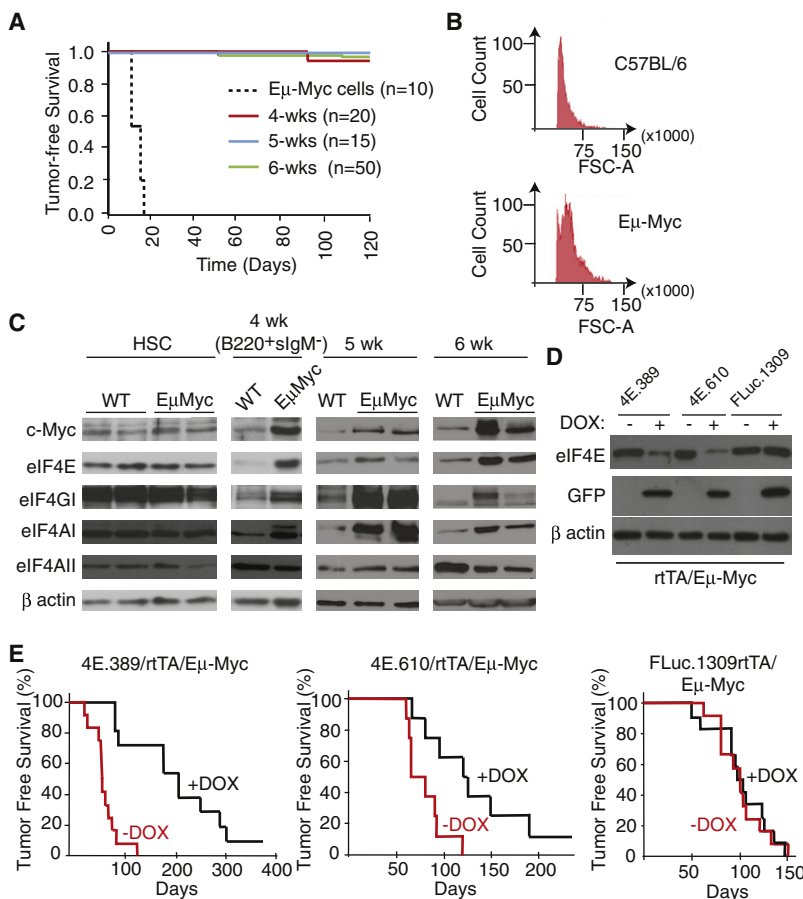 A
Tumor-free Survival
1.0
0.8
0.6
0.4
0.2
0.0
Eμ-Myc cells (n=10)
4-wks (n=20)
5-wks (n=15)
6-wks (n=50)
0 20 40 60 80 100 120
Time (Days)
B
Cell Count
100
50
C57BL/6
75 150 (x1000)
FSC-A
Cell Count
100
50
Eμ-Myc
75 150 (x1000)
FSC-A
C
HSC
4 wk
(B220+sIgM-)
5 wk
6 wk
WT EμMyc WT EμMyc WT EμMyc WT EμMyc
c-Myc
eIF4E
eIF4GI
eIF4AI
eIF4AII
β actin
D
4E.389 4E.610 FLuc.1309
DOX: - + - + - +
eIF4E
GFP
β actin
rtTA/Eμ-Myc
E
4E.389/rtTA/Eμ-Myc
Tumor Free Survival (%)
100
80
60
40
20
+DOX
-DOX
100 200 300 400
Days
4E.610/rtTA/Eμ-Myc
Tumor Free Survival (%)
100
80
60
40
20
+DOX
-DOX
50 100 150 200
Days
FLuc.1309rtTA/
Eμ-Myc
Tumor Free Survival (%)
100
80
60
40
20
+DOX
-DOX
50 100 150
Days